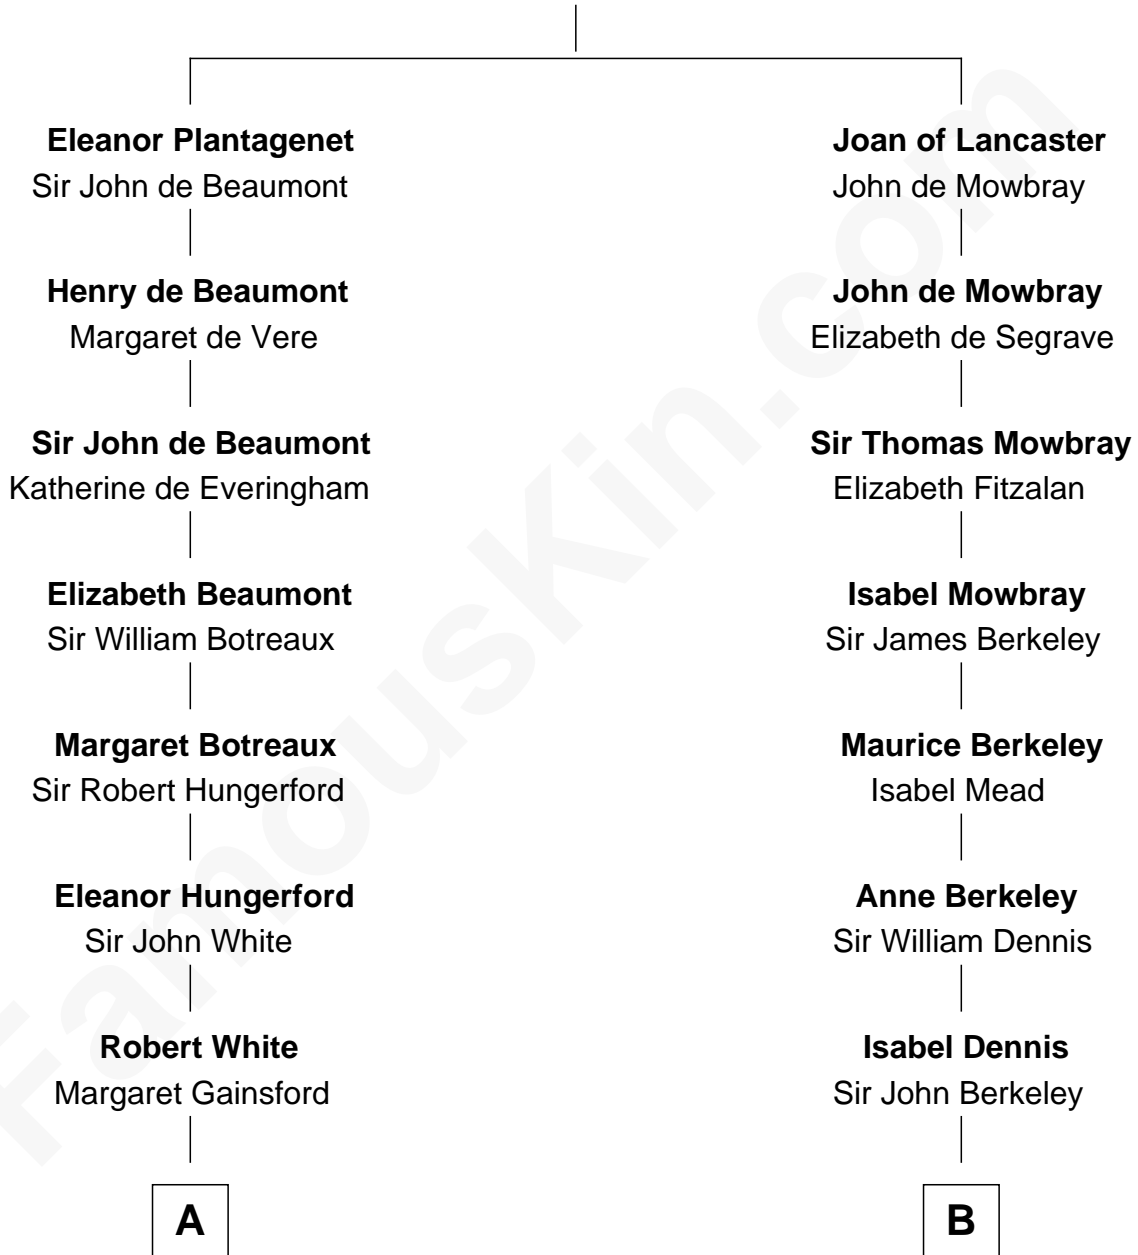 Eleanor Plantagenet
Sir John de Beaumont
Henry de Beaumont
Margaret de Vere
Sir John de Beaumont
Katherine de Everingham
Elizabeth Beaumont
Sir William Botreaux
Margaret Botreaux
Sir Robert Hungerford
Eleanor Hungerford
Sir John White
Robert White
Margaret Gainsford
A
Joan of Lancaster
John de Mowbray
John de Mowbray
Elizabeth de Segrave
Sir Thomas Mowbray
Elizabeth Fitzalan
Isabel Mowbray
Sir James Berkeley
Maurice Berkeley
Isabel Mead
Anne Berkeley
Sir William Dennis
Isabel Dennis
Sir John Berkeley
B
FamousKin.com